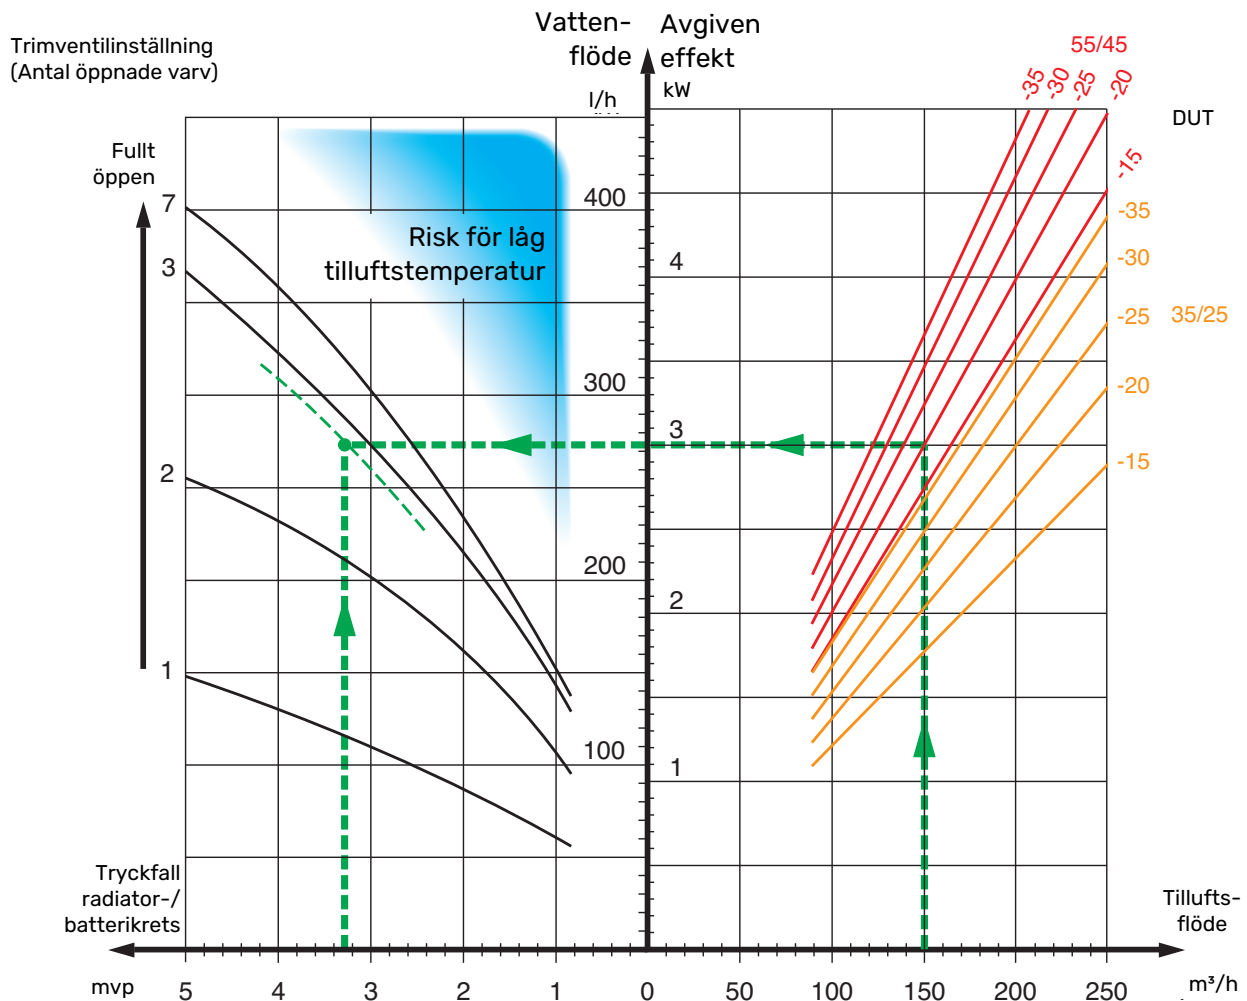 Trimventilinställning
(Antal öppnade varv)
Vatten-
flöde
l/h
Avgiven
effekt
kW
55/45
-35
-30
-25
-20
-15
DUT
-35
-30
-25
-20
-15
35/25
Fullt
öppen
7
3
2
1
Risk för låg
tilluftstemperatur
400
300
200
100
4
3
2
1
Tryckfall
radiator-/
batterikrets
mvp
5
4
3
2
1
0
50
100
150
200
250
Tillufts-
flöde
m³/h